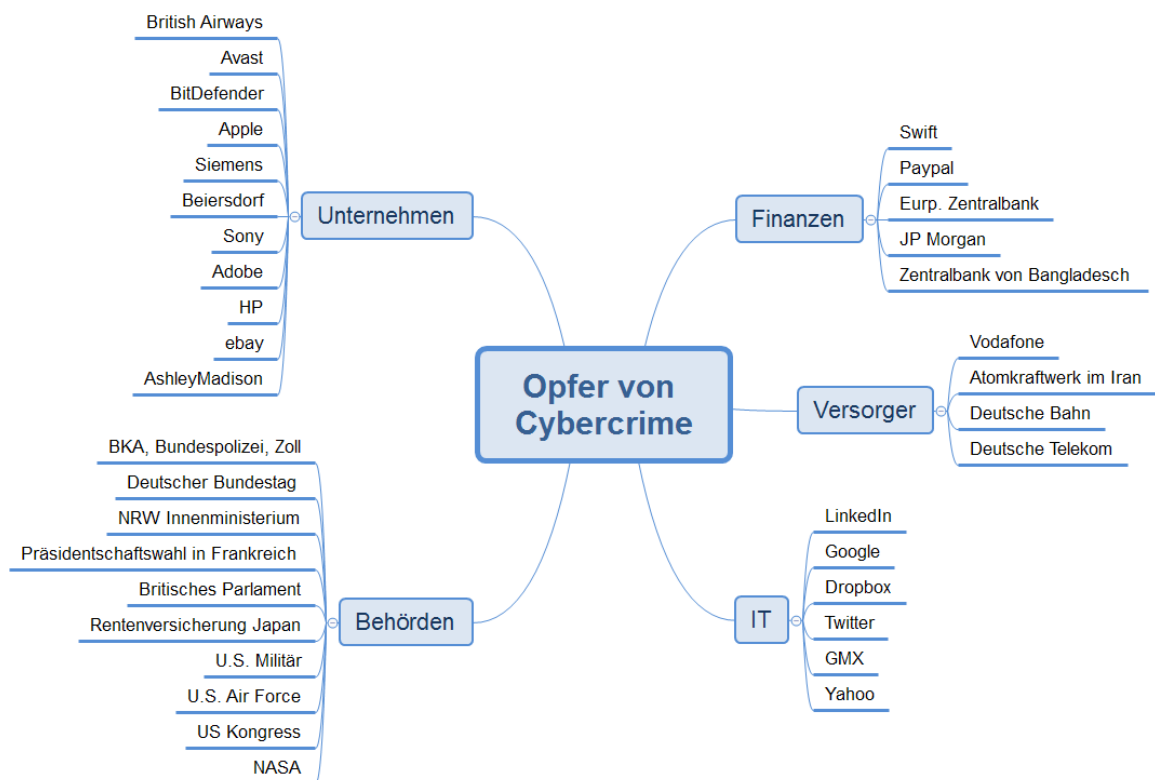 Opfer von
Cybercrime
Unternehmen
British Airways
Avast
BitDefender
Apple
Siemens
Beiersdorf
Sony
Adobe
HP
ebay
AshleyMadison
Behörden
BKA, Bundespolizei, Zoll
Deutscher Bundestag
NRW Innenministerium
Präsidentschaftswahl in Frankreich
Britisches Parlament
Rentenversicherung Japan
U.S. Militär
U.S. Air Force
US Kongress
NASA
Finanzen
Swift
Paypal
Eurp. Zentralbank
JP Morgan
Zentralbank von Bangladesch
Versorger
Vodafone
Atomkraftwerk im Iran
Deutsche Bahn
Deutsche Telekom
IT
LinkedIn
Google
Dropbox
Twitter
GMX
Yahoo